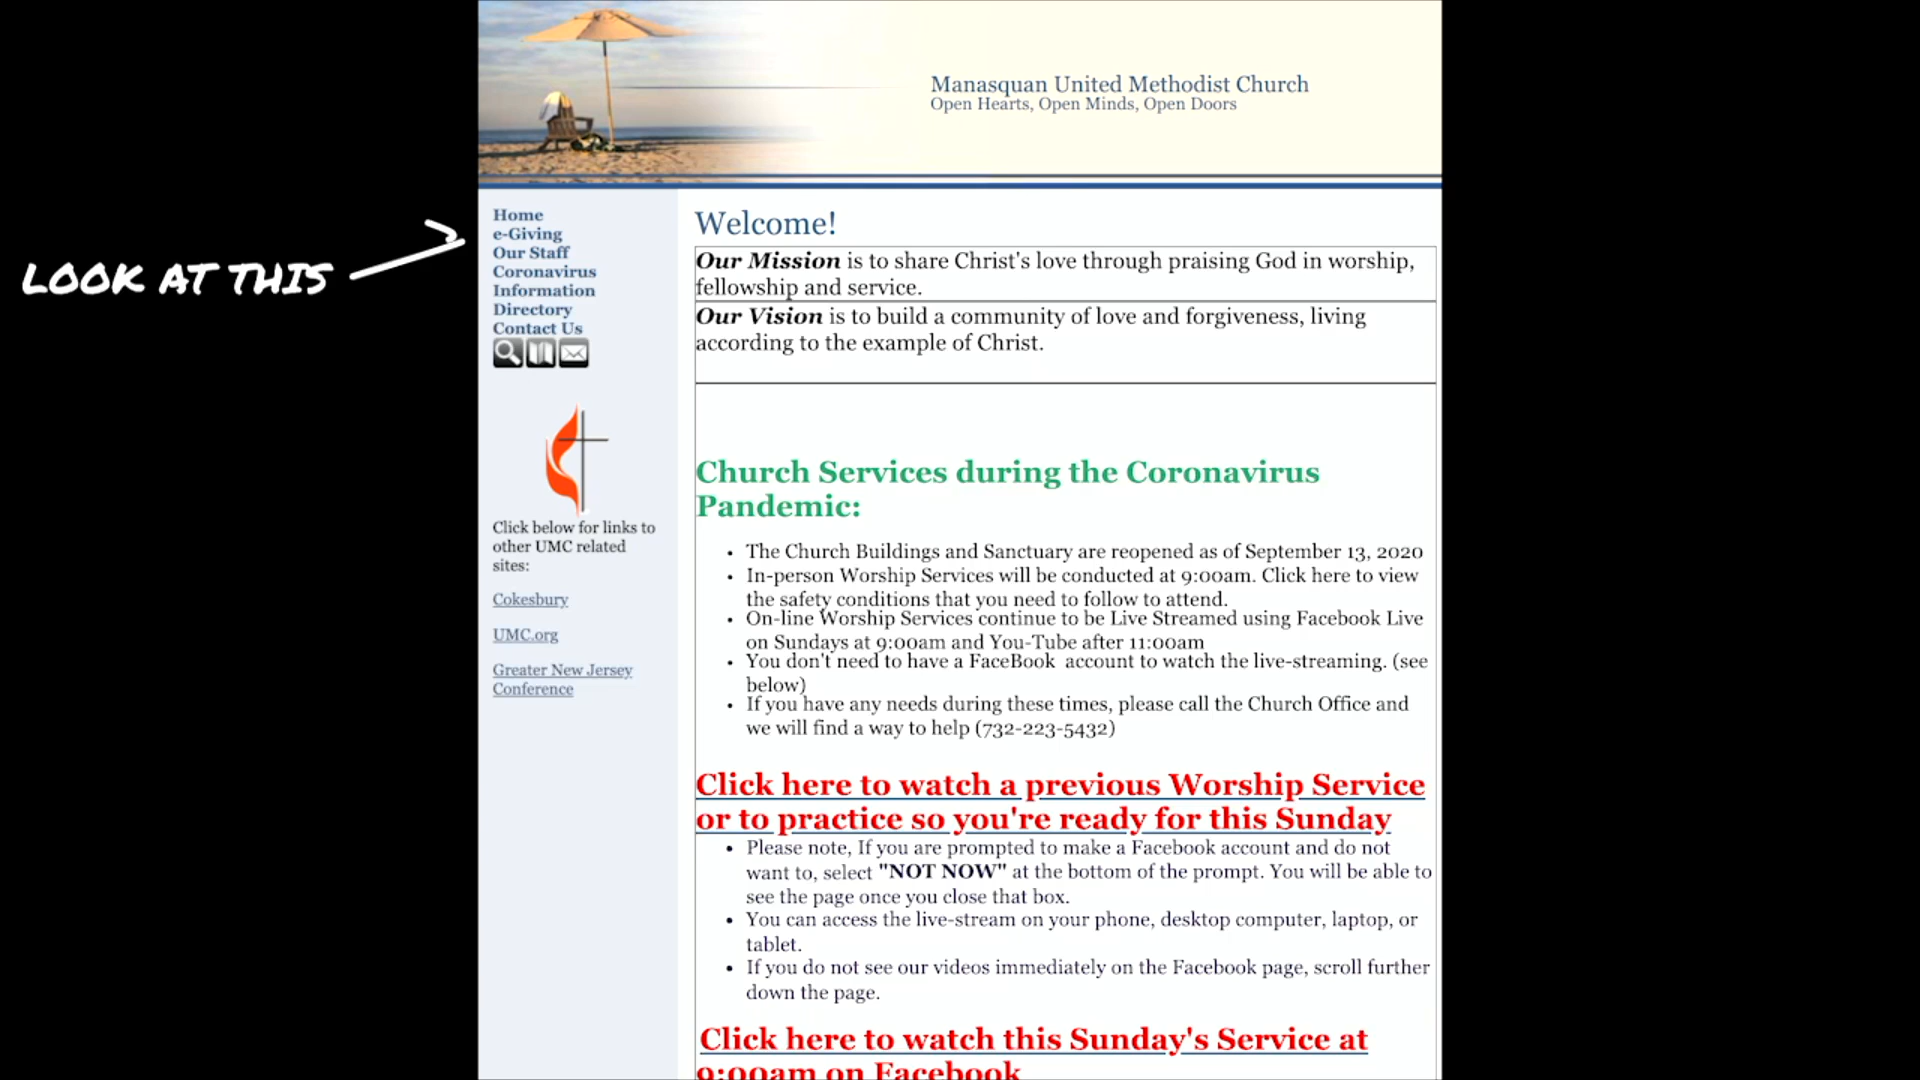 Manasquan United Methodist Church
Open Hearts, Open Minds, Open Doors
LOOK AT THIS
Home
e-Giving
Our Staff
Coronavirus
Information
Directory
Contact Us
Click below for links to
other UMC related
sites:
Cokesbury
UMC.org
Greater New Jersey
Conference
Welcome!
Our Mission is to share Christ's love through praising God in worship,
fellowship and service.
Our Vision is to build a community of love and forgiveness, living
according to the example of Christ.
Church Services during the Coronavirus
Pandemic:
• The Church Buildings and Sanctuary are reopened as of September 13, 2020
• In-person Worship Services will be conducted at 9:00am. Click here to view
the safety conditions that you need to follow to attend.
• On-line Worship Services continue to be Live Streamed using Facebook Live
on Sundays at 9:00am and You-Tube after 11:00am
• You don't need to have a FaceBook account to watch the live-streaming. (see
below)
• If you have any needs during these times, please call the Church Office and
we will find a way to help (732-223-5432)
Click here to watch a previous Worship Service
or to practice so you're ready for this Sunday
• Please note, If you are prompted to make a Facebook account and do not
want to, select "NOT NOW" at the bottom of the prompt. You will be able to
see the page once you close that box.
• You can access the live-stream on your phone, desktop computer, laptop, or
tablet.
• If you do not see our videos immediately on the Facebook page, scroll further
down the page.
Click here to watch this Sunday's Service at
9:00am on Facebook